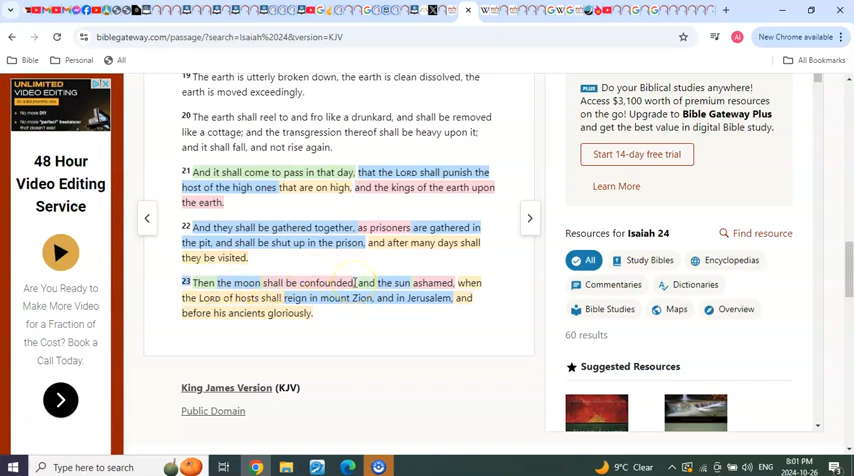 biblegateway.com/passage/?search=Isaiah%2024&version=KJV
New Chrome available
Bible
Personal
All
All Bookmarks
UNLIMITED
VIDEO EDITING
48 Hour
Video Editing
Service
Are You Ready to
Make More Video
for a Fraction of
the Cost? Book a
Call Today.
19 The earth is utterly broken down, the earth is clean dissolved, the
earth is moved exceedingly.
20 The earth shall reel to and fro like a drunkard, and shall be removed
like a cottage; and the transgression thereof shall be heavy upon it;
and it shall fall, and not rise again.
21 And it shall come to pass in that day, that the LORD shall punish the
host of the high ones that are on high, and the kings of the earth upon
the earth.
22 And they shall be gathered together, as prisoners are gathered in
the pit, and shall be shut up in the prison, and after many days shall
they be visited.
23 Then the moon shall be confounded, and the sun ashamed, when
the LORD of hosts shall reign in mount Zion, and in Jerusalem, and
before his ancients gloriously.
King James Version (KJV)
Public Domain
PLUS Do your Biblical studies anywhere!
Access $3,100 worth of premium resources
on the go! Upgrade to Bible Gateway Plus
and get the best value in digital Bible study.
Start 14-day free trial
Learn More
Resources for Isaiah 24
Find resource
All
Study Bibles
Encyclopedias
Commentaries
Dictionaries
Bible Studies
Maps
Overview
60 results
Suggested Resources
Type here to search
9°C Clear
ENG
8:01 PM
2024-10-26